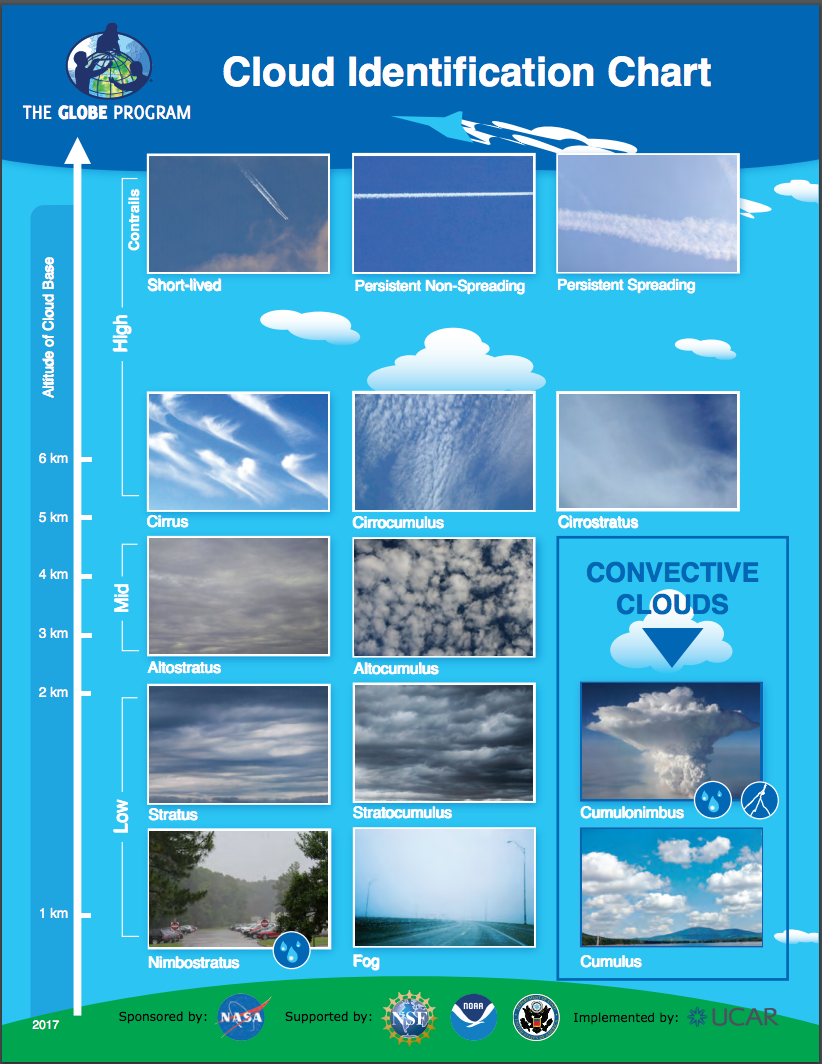 THE GLOBE PROGRAM
Cloud Identification Chart
Altitude of Cloud Base
High
Contrails
Short-lived
Persistent Non-Spreading
Persistent Spreading
6 km
5 km
Cirrus
Cirrocumulus
Cirrostratus
4 km
3 km
2 km
Mid
Altostratus
Altocumulus
CONVECTIVE
CLOUDS
Low
Stratus
Stratocumulus
Cumulonimbus
1 km
Nimbostratus
Fog
Cumulus
2017
Sponsored by:
NASA
Supported by:
NSF
NOAA
Implemented by:
UCAR